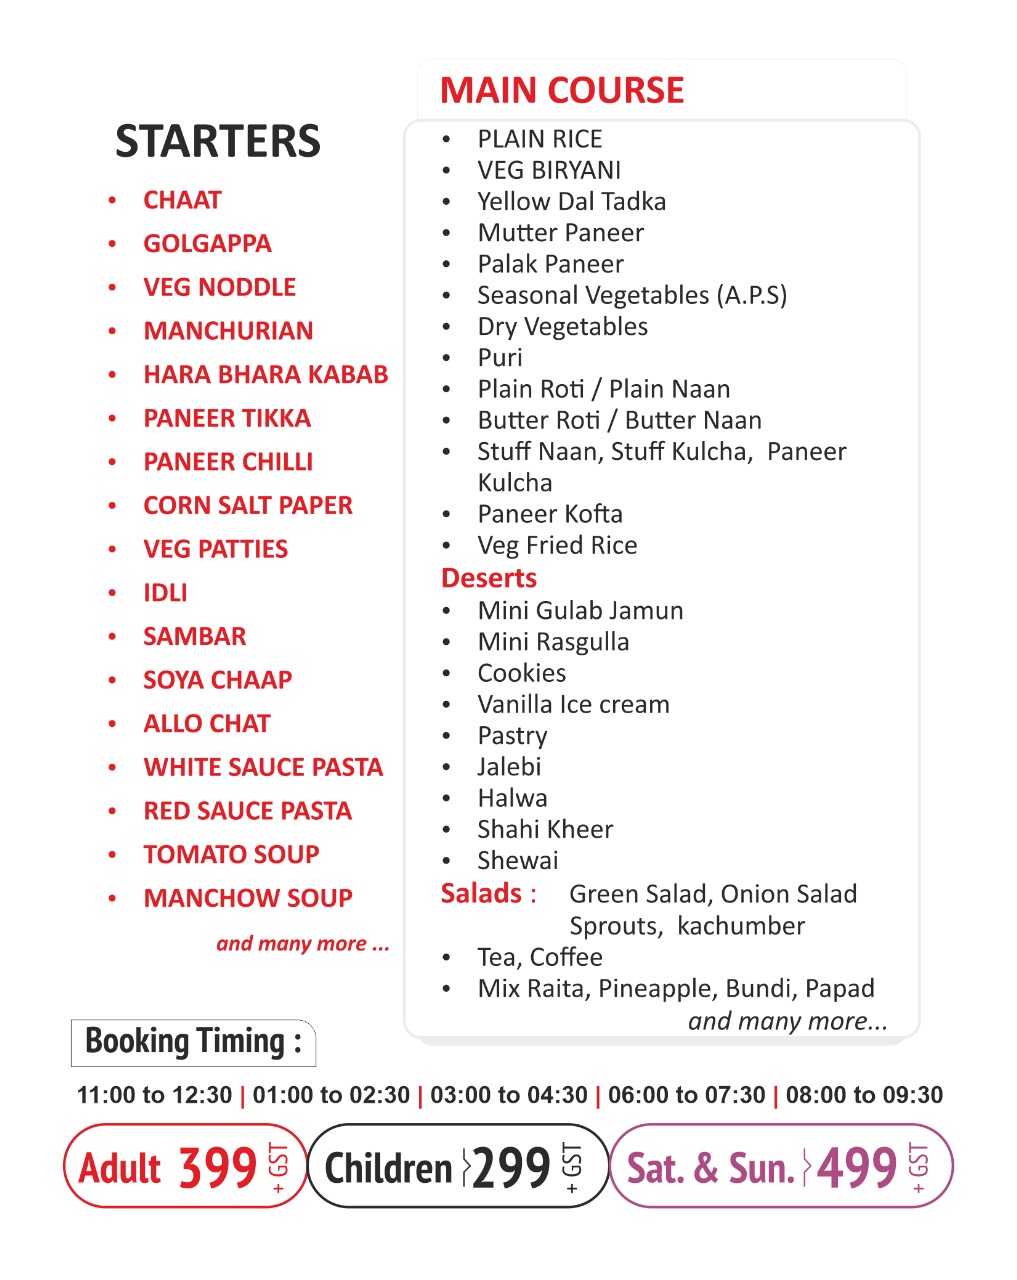 STARTERS
• CHAAT
• GOLGAPPA
• VEG NODDLE
• MANCHURIAN
• HARA BHARA KABAB
• PANEER TIKKA
• PANEER CHILLI
• CORN SALT PAPER
• VEG PATTIES
• IDLI
• SAMBAR
• SOYA CHAAP
• ALLO CHAT
• WHITE SAUCE PASTA
• RED SAUCE PASTA
• TOMATO SOUP
• MANCHOW SOUP
and many more ...
MAIN COURSE
• PLAIN RICE
• VEG BIRYANI
• Yellow Dal Tadka
• Mutter Paneer
• Palak Paneer
• Seasonal Vegetables (A.P.S)
• Dry Vegetables
• Puri
• Plain Roti / Plain Naan
• Butter Roti / Butter Naan
• Stuff Naan, Stuff Kulcha, Paneer
Kulcha
• Paneer Kofta
• Veg Fried Rice
Deserts
• Mini Gulab Jamun
• Mini Rasgulla
• Cookies
• Vanilla Ice cream
• Pastry
• Jalebi
• Halwa
• Shahi Kheer
• Shewai
Salads : Green Salad, Onion Salad
Sprouts, kachumber
• Tea, Coffee
• Mix Raita, Pineapple, Bundi, Papad
and many more...
Booking Timing :
11:00 to 12:30 | 01:00 to 02:30 | 03:00 to 04:30 | 06:00 to 07:30 | 08:00 to 09:30
Adult 399 + GST
Children 299 + GST
Sat. & Sun. 499 + GST